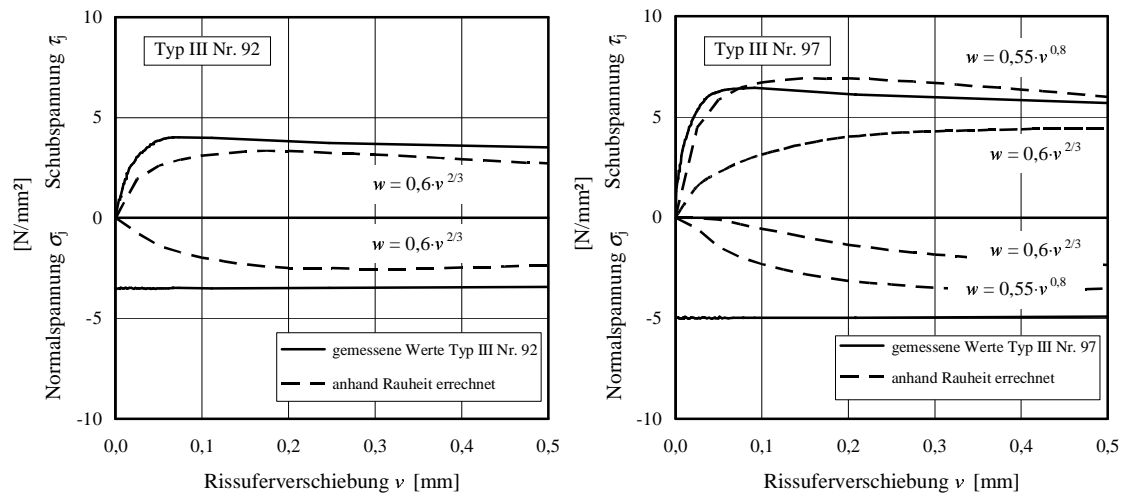 10
5
0
-5
-10
Schubspannung τj
Normalspannung σj
[N/mm²]
Typ III Nr. 92
w = 0,6·v 2/3
w = 0,6·v 2/3
gemessene Werte Typ III Nr. 92
anhand Rauheit errechnet
0,0 0,1 0,2 0,3 0,4 0,5
Rissuferverschiebung v [mm]
10
5
0
-5
-10
Schubspannung τj
Normalspannung σj
[N/mm²]
Typ III Nr. 97
w = 0,55·v0,8
w = 0,6·v 2/3
w = 0,6·v2/3
w = 0,55·v0,8
gemessene Werte Typ III Nr. 97
anhand Rauheit errechnet
0,0 0,1 0,2 0,3 0,4 0,5
Rissuferverschiebung v [mm]